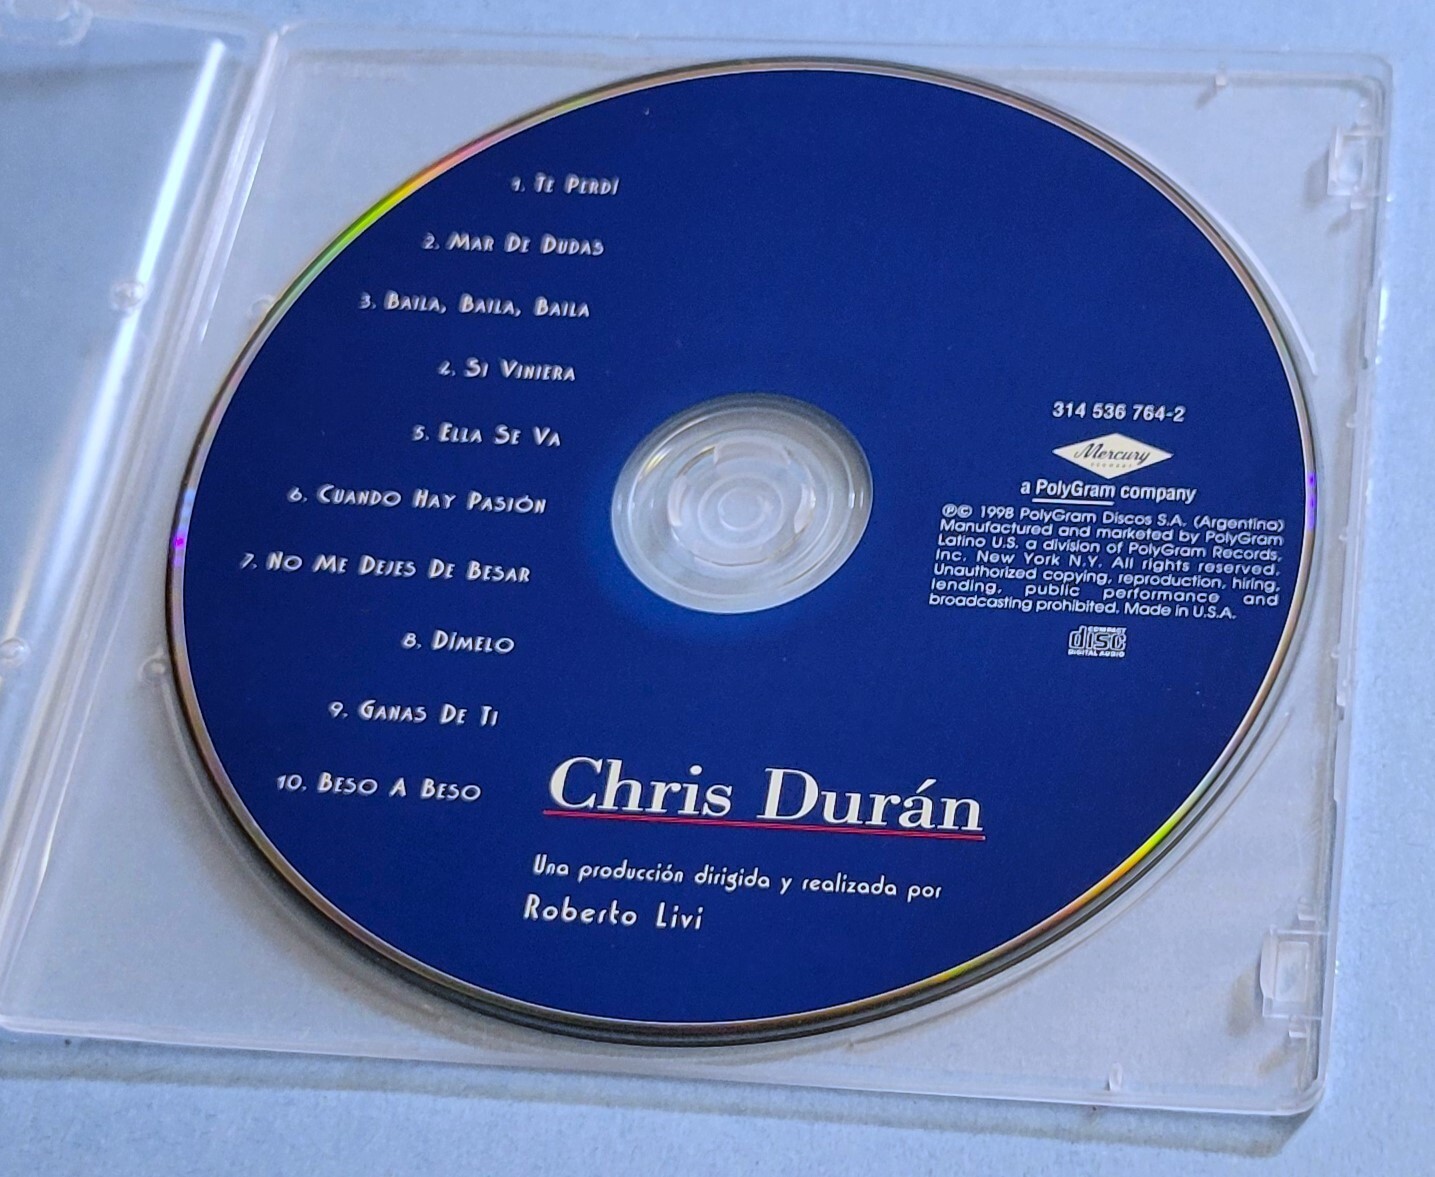 1. Te Perdí
2. Mar De Dudas
3. Baila, Baila, Baila
4. Si Viniera
5. Ella Se Va
6. Cuando Hay Pasión
7. No Me Dejes De Besar
8. Dímelo
9. Ganas De Ti
10. Beso A Beso
Chris Durán
Una producción dirigida y realizada por
Roberto Livi
314 536 764-2
Mercury
RECORDS
a PolyGram company
℗© 1998 PolyGram Discos S.A. (Argentina)
Manufactured and marketed by PolyGram
Latino U.S. a division of PolyGram Records,
Inc. New York N.Y. All rights reserved.
Unauthorized copying, reproduction, hiring,
lending, public performance and
broadcasting prohibited. Made in U.S.A.
COMPACT
disc
DIGITAL AUDIO